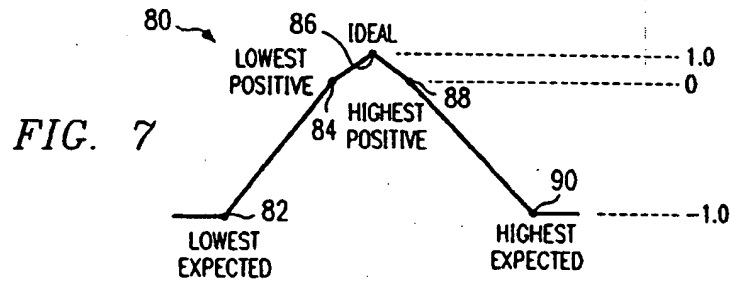 80
86
IDEAL
1.0
LOWEST
POSITIVE
88
0
84
HIGHEST
POSITIVE
FIG. 7
82
90
-1.0
LOWEST
EXPECTED
HIGHEST
EXPECTED